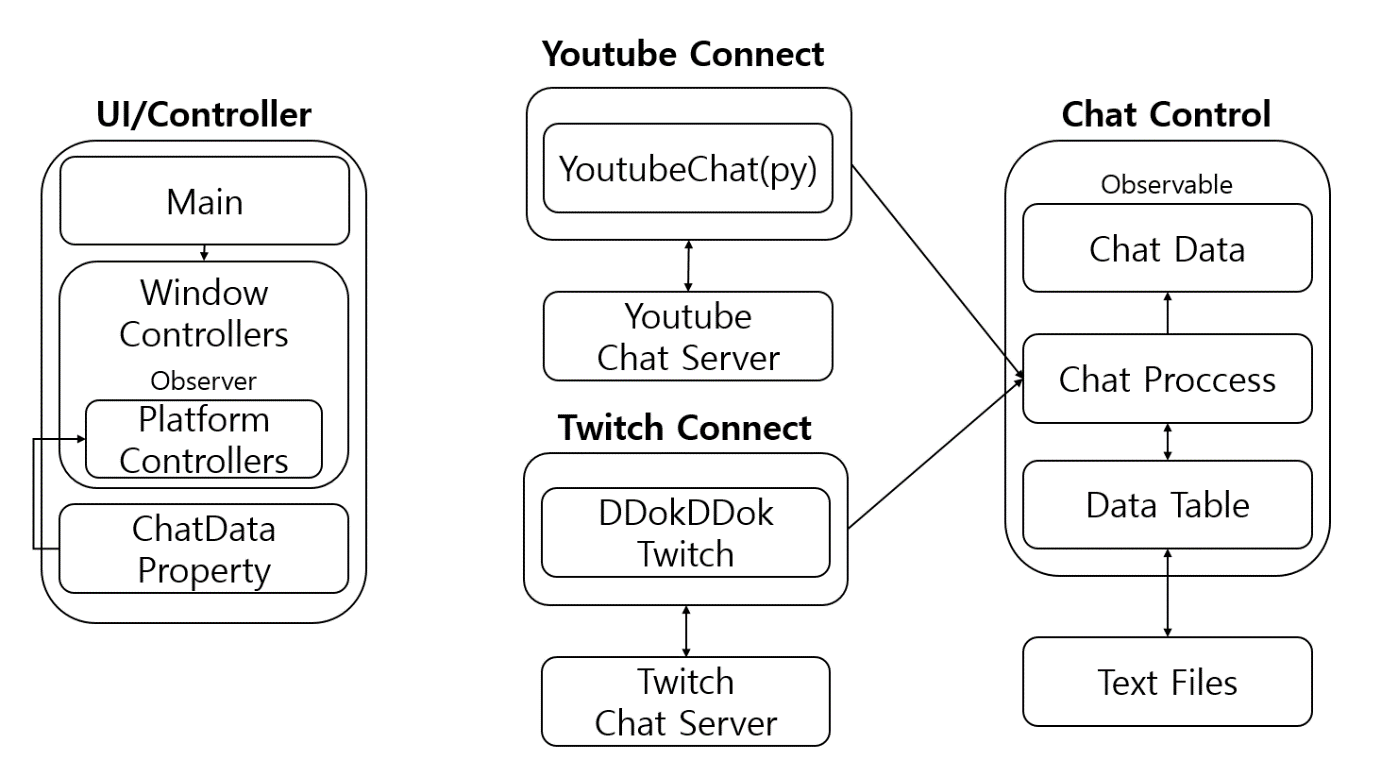 UI/Controller
Main
Window
Controllers
Observer
Platform
Controllers
ChatData
Property
Youtube Connect
YoutubeChat(py)
Youtube
Chat Server
Twitch Connect
DDokDDok
Twitch
Twitch
Chat Server
Chat Control
Observable
Chat Data
Chat Proccess
Data Table
Text Files